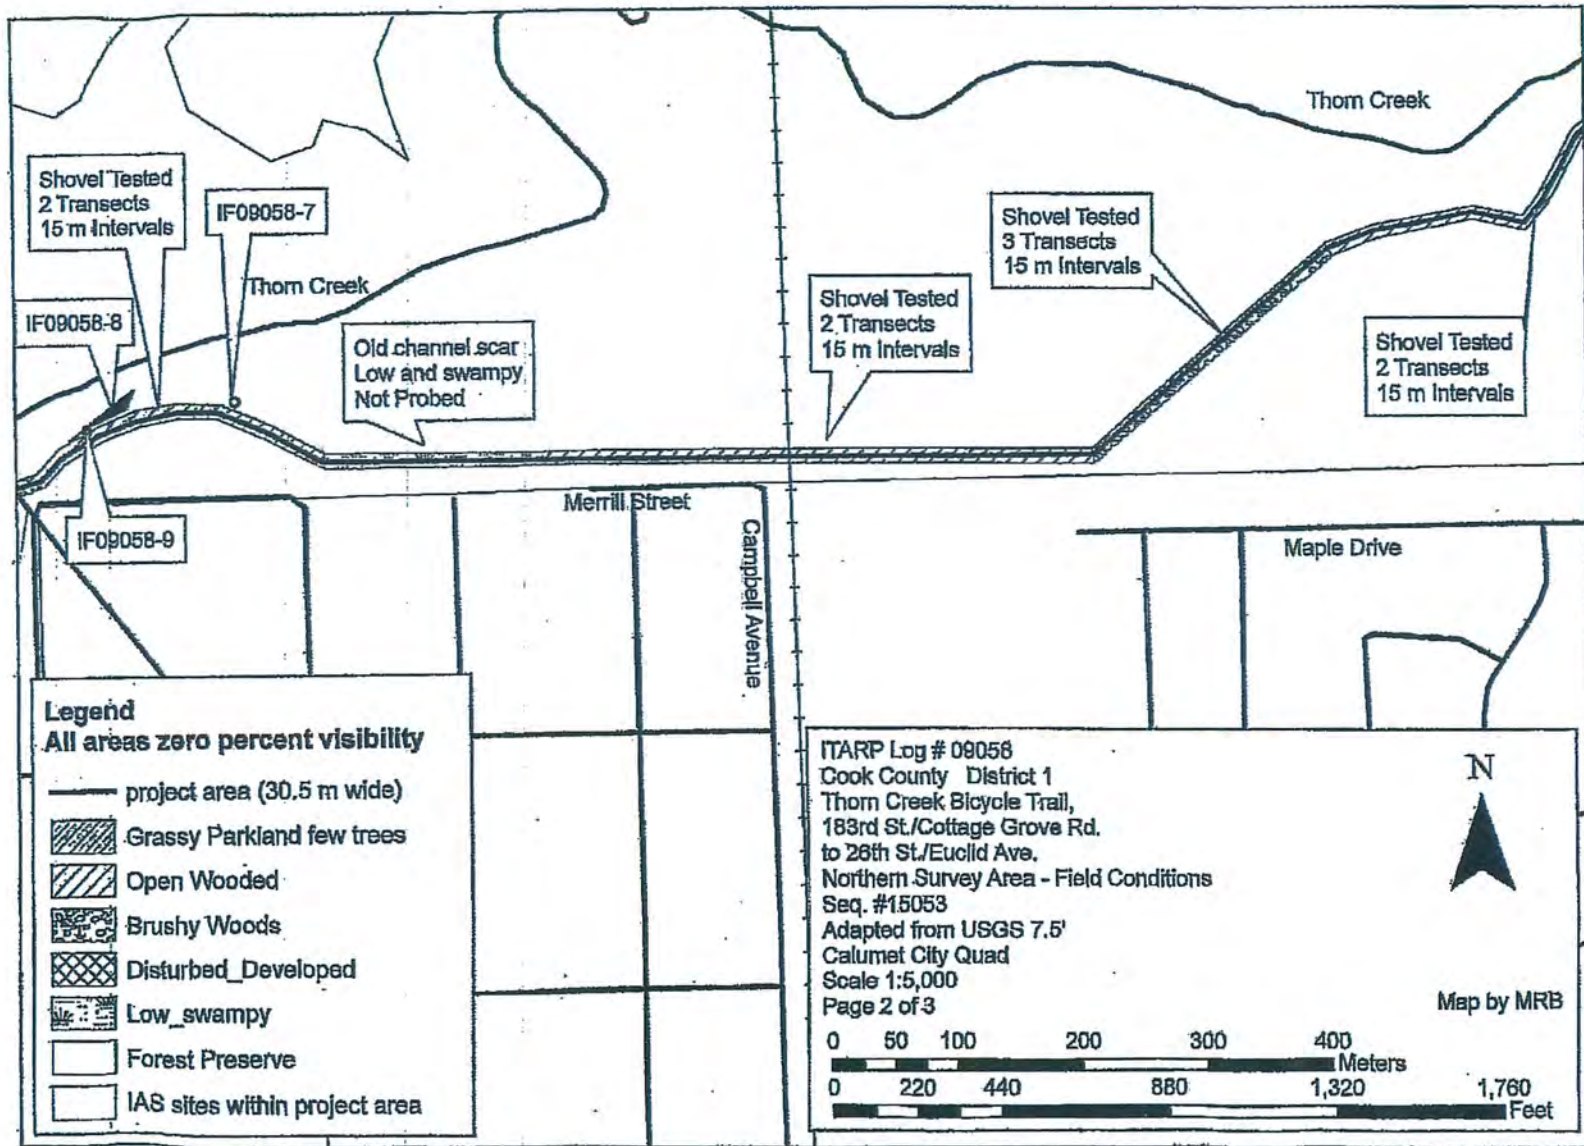 Thorn Creek
Shovel Tested
2 Transects
15 m Intervals
IF09058-7
Shovel Tested
3 Transects
15 m Intervals
Thorn Creek
IF09058-8
Shovel Tested
2 Transects
15 m Intervals
Old channel scar
Low and swampy
Not Probed
Shovel Tested
2 Transects
15 m Intervals
Merrill Street
IF09058-9
Campbell Avenue
Maple Drive
Legend
All areas zero percent visibility
project area (30.5 m wide)
Grassy Parkland few trees
Open Wooded
Brushy Woods
Disturbed_Developed
Low_swampy
Forest Preserve
IAS sites within project area
ITARP Log # 09058
Cook County District 1
Thorn Creek Bicycle Trail,
183rd St./Cottage Grove Rd.
to 26th St./Euclid Ave.
Northern Survey Area - Field Conditions
Seq. #15053
Adapted from USGS 7.5'
Calumet City Quad
Scale 1:5,000
Page 2 of 3
N
Map by MRB
0 50 100 200 300 400
Meters
0 220 440 880 1,320 1,760
Feet